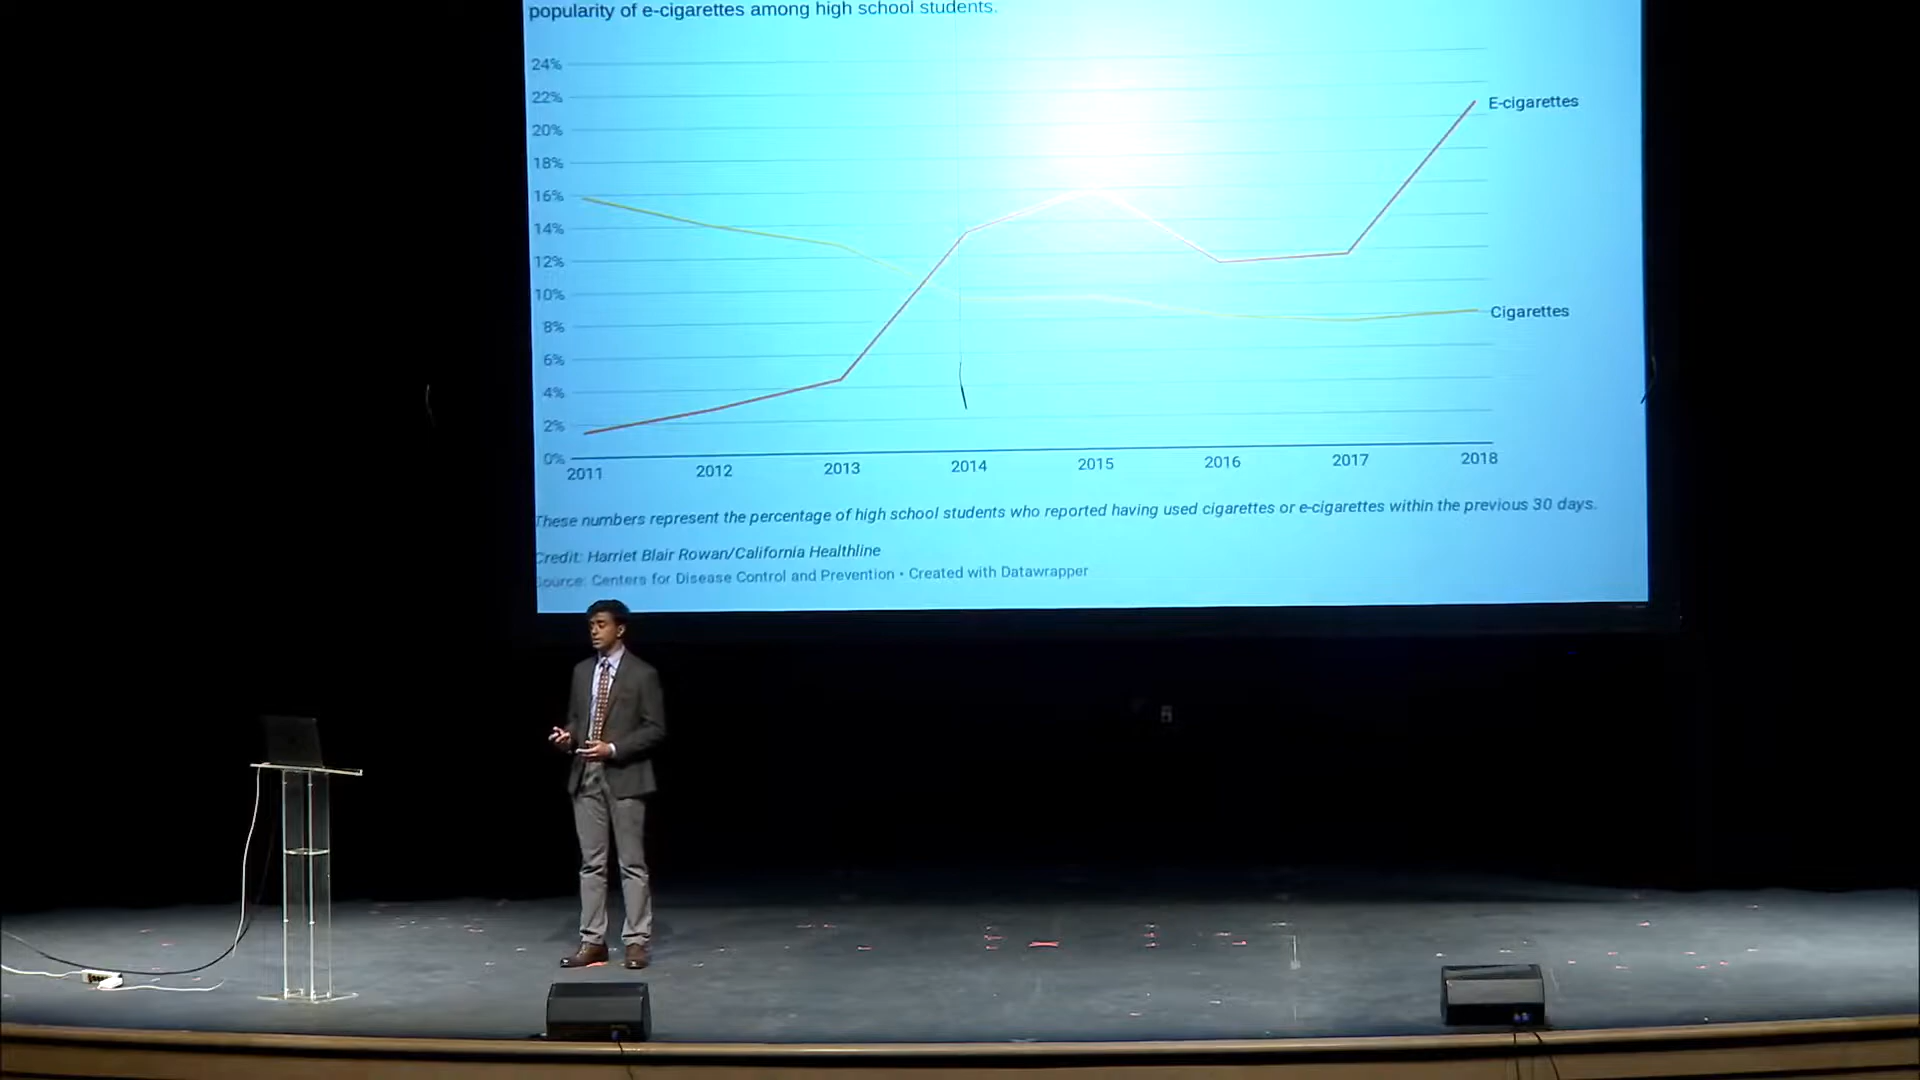 popularity of e-cigarettes among high school students.
24%
22%
20%
18%
16%
14%
12%
10%
8%
6%
4%
2%
0%
E-cigarettes
Cigarettes
2011 2012 2013 2014 2015 2016 2017 2018
These numbers represent the percentage of high school students who reported having used cigarettes or e-cigarettes within the previous 30 days.
Credit: Harriet Blair Rowan/California Healthline
Source: Centers for Disease Control and Prevention • Created with Datawrapper